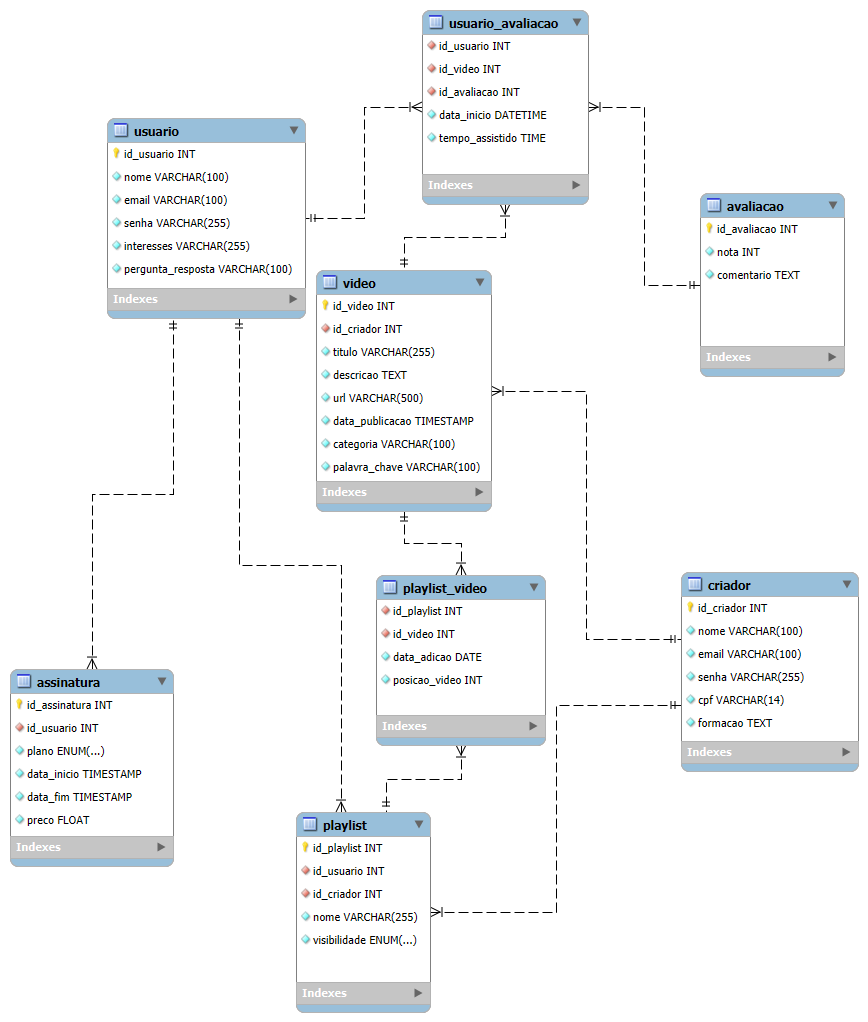 usuario_avaliacao
id_usuario INT
id_video INT
id_avaliacao INT
data_inicio DATETIME
tempo_assistido TIME
Indexes
usuario
id_usuario INT
nome VARCHAR(100)
email VARCHAR(100)
senha VARCHAR(255)
interesses VARCHAR(255)
pergunta_resposta VARCHAR(100)
Indexes
avaliacao
id_avaliacao INT
nota INT
comentario TEXT
Indexes
video
id_video INT
id_criador INT
titulo VARCHAR(255)
descricao TEXT
url VARCHAR(500)
data_publicacao TIMESTAMP
categoria VARCHAR(100)
palavra_chave VARCHAR(100)
Indexes
playlist_video
id_playlist INT
id_video INT
data_adicao DATE
posicao_video INT
Indexes
criador
id_criador INT
nome VARCHAR(100)
email VARCHAR(100)
senha VARCHAR(255)
cpf VARCHAR(14)
formacao TEXT
Indexes
assinatura
id_assinatura INT
id_usuario INT
plano ENUM(...)
data_inicio TIMESTAMP
data_fim TIMESTAMP
preco FLOAT
Indexes
playlist
id_playlist INT
id_usuario INT
id_criador INT
nome VARCHAR(255)
visibilidade ENUM(...)
Indexes